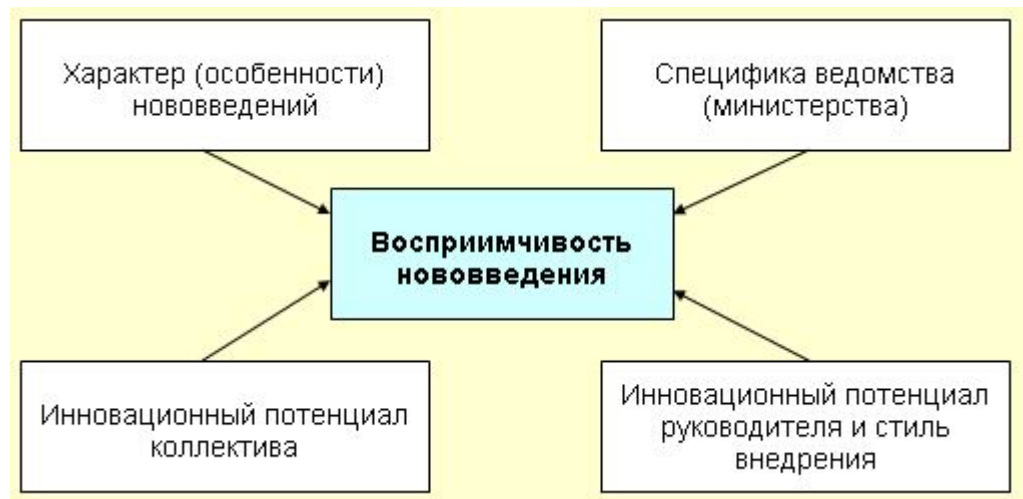 Характер (особенности)
нововведений
Специфика ведомства
(министерства)
Восприимчивость
нововведения
Инновационный потенциал
коллектива
Инновационный потенциал
руководителя и стиль
внедрения